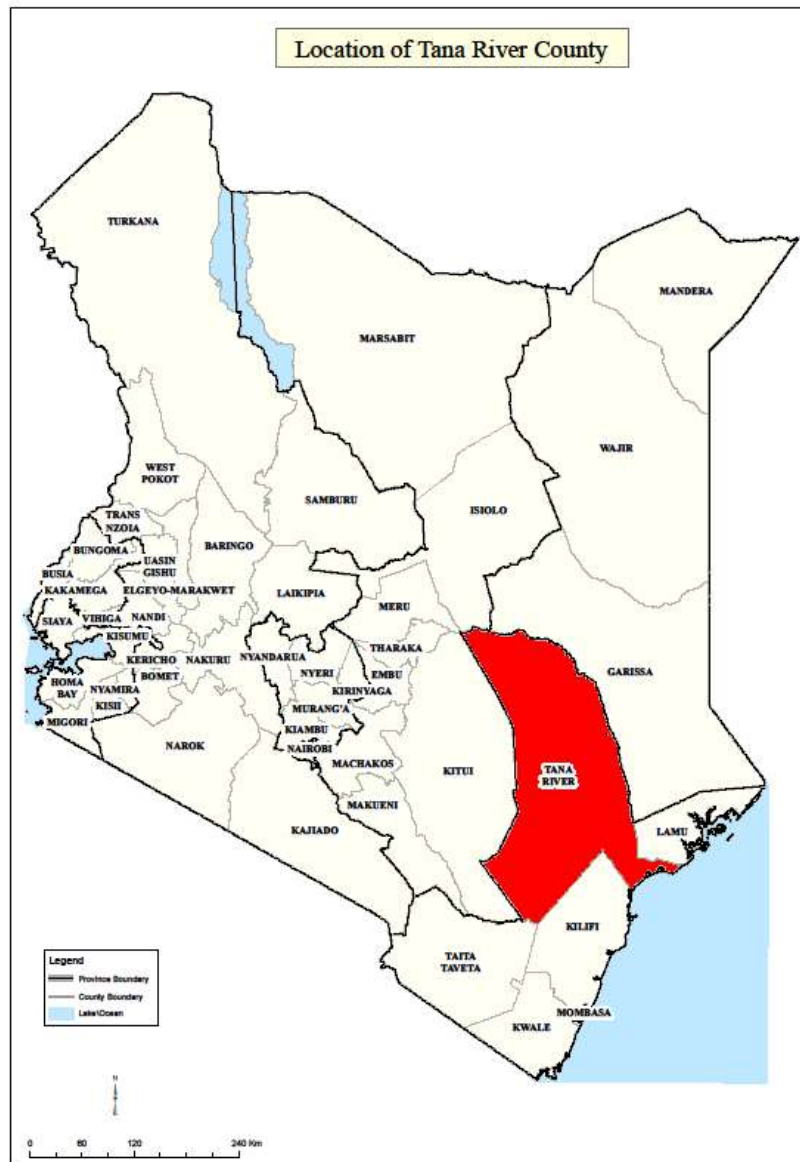 Location of Tana River County
TURKANA
MANDERA
MARSABIT
WAJIR
WEST
POKOT
SAMBURU
ISIOLO
TRANS
NZOIA
BUNGOMA
BARINGO
UASIN
GISHU
BUSIA
KAKAMEGA
ELGEYO-MARAKWET
LAIKIPIA
MERU
SIAYA
VIHIGA
NANDI
KISUMU
THARAKA
KERICHO
NAKURU
NYANDARUA
EMBU
GARISSA
BOMET
NYERI
HOMA
BAY
NYAMIRA
KIRINYAGA
KISII
MURANG'A
MIGORI
KIAMBU
NAROK
NAIROBI
MACHAKOS
KITUI
TANA
RIVER
MAKUENI
KAJIADO
LAMU
KILIFI
TAITA
TAVETA
MOMBASA
KWALE
Legend
Province Boundary
County Boundary
Lake\Ocean
N
0 60 120 240 Km